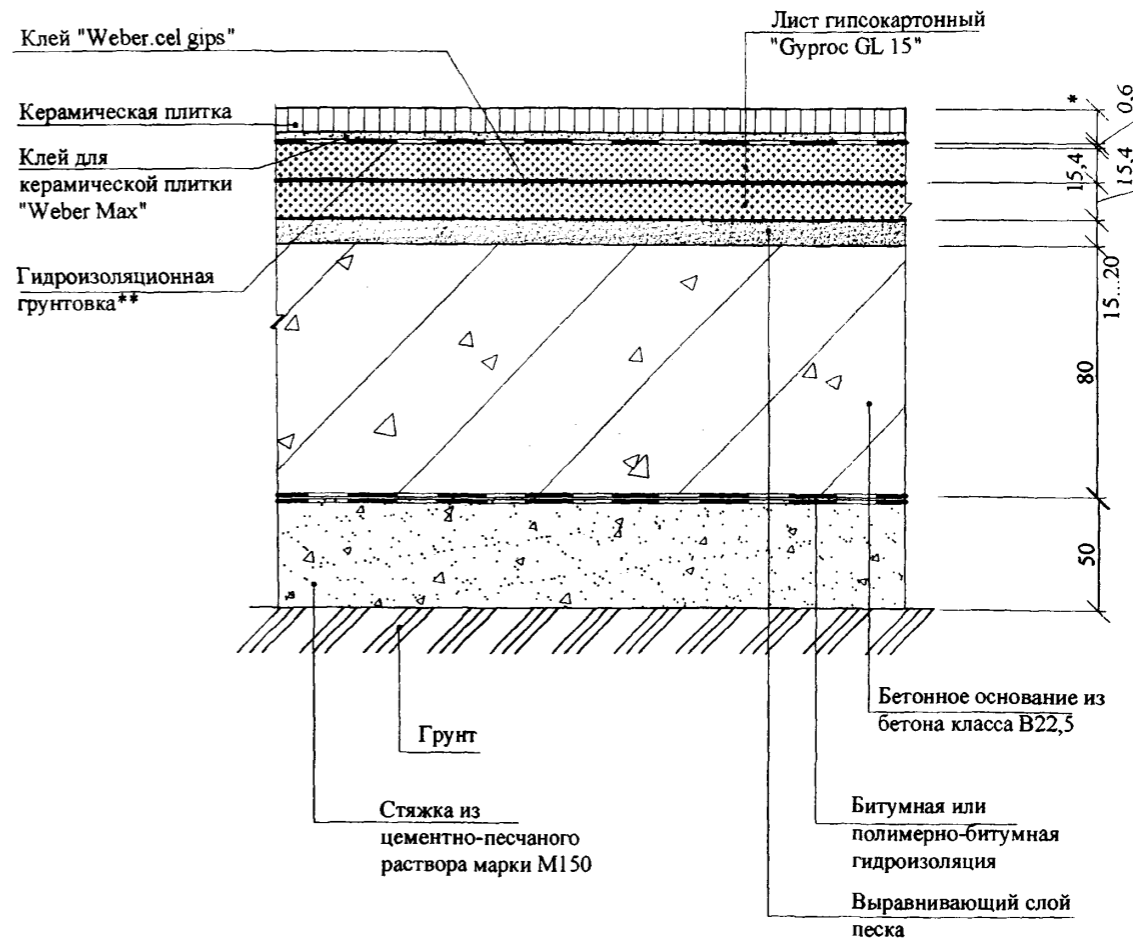 Клей "Weber.cel gips"
Лист гипсокартонный
"Gyproc GL 15"
Керамическая плитка
Клей для
керамической плитки
"Weber Max"
Гидроизоляционная
грунтовка**
*
0.6
15,4
15,4
15...20
80
50
Грунт
Стяжка из
цементно-песчаного
раствора марки М150
Бетонное основание из
бетона класса В22,5
Битумная или
полимерно-битумная
гидроизоляция
Выравнивающий слой
песка